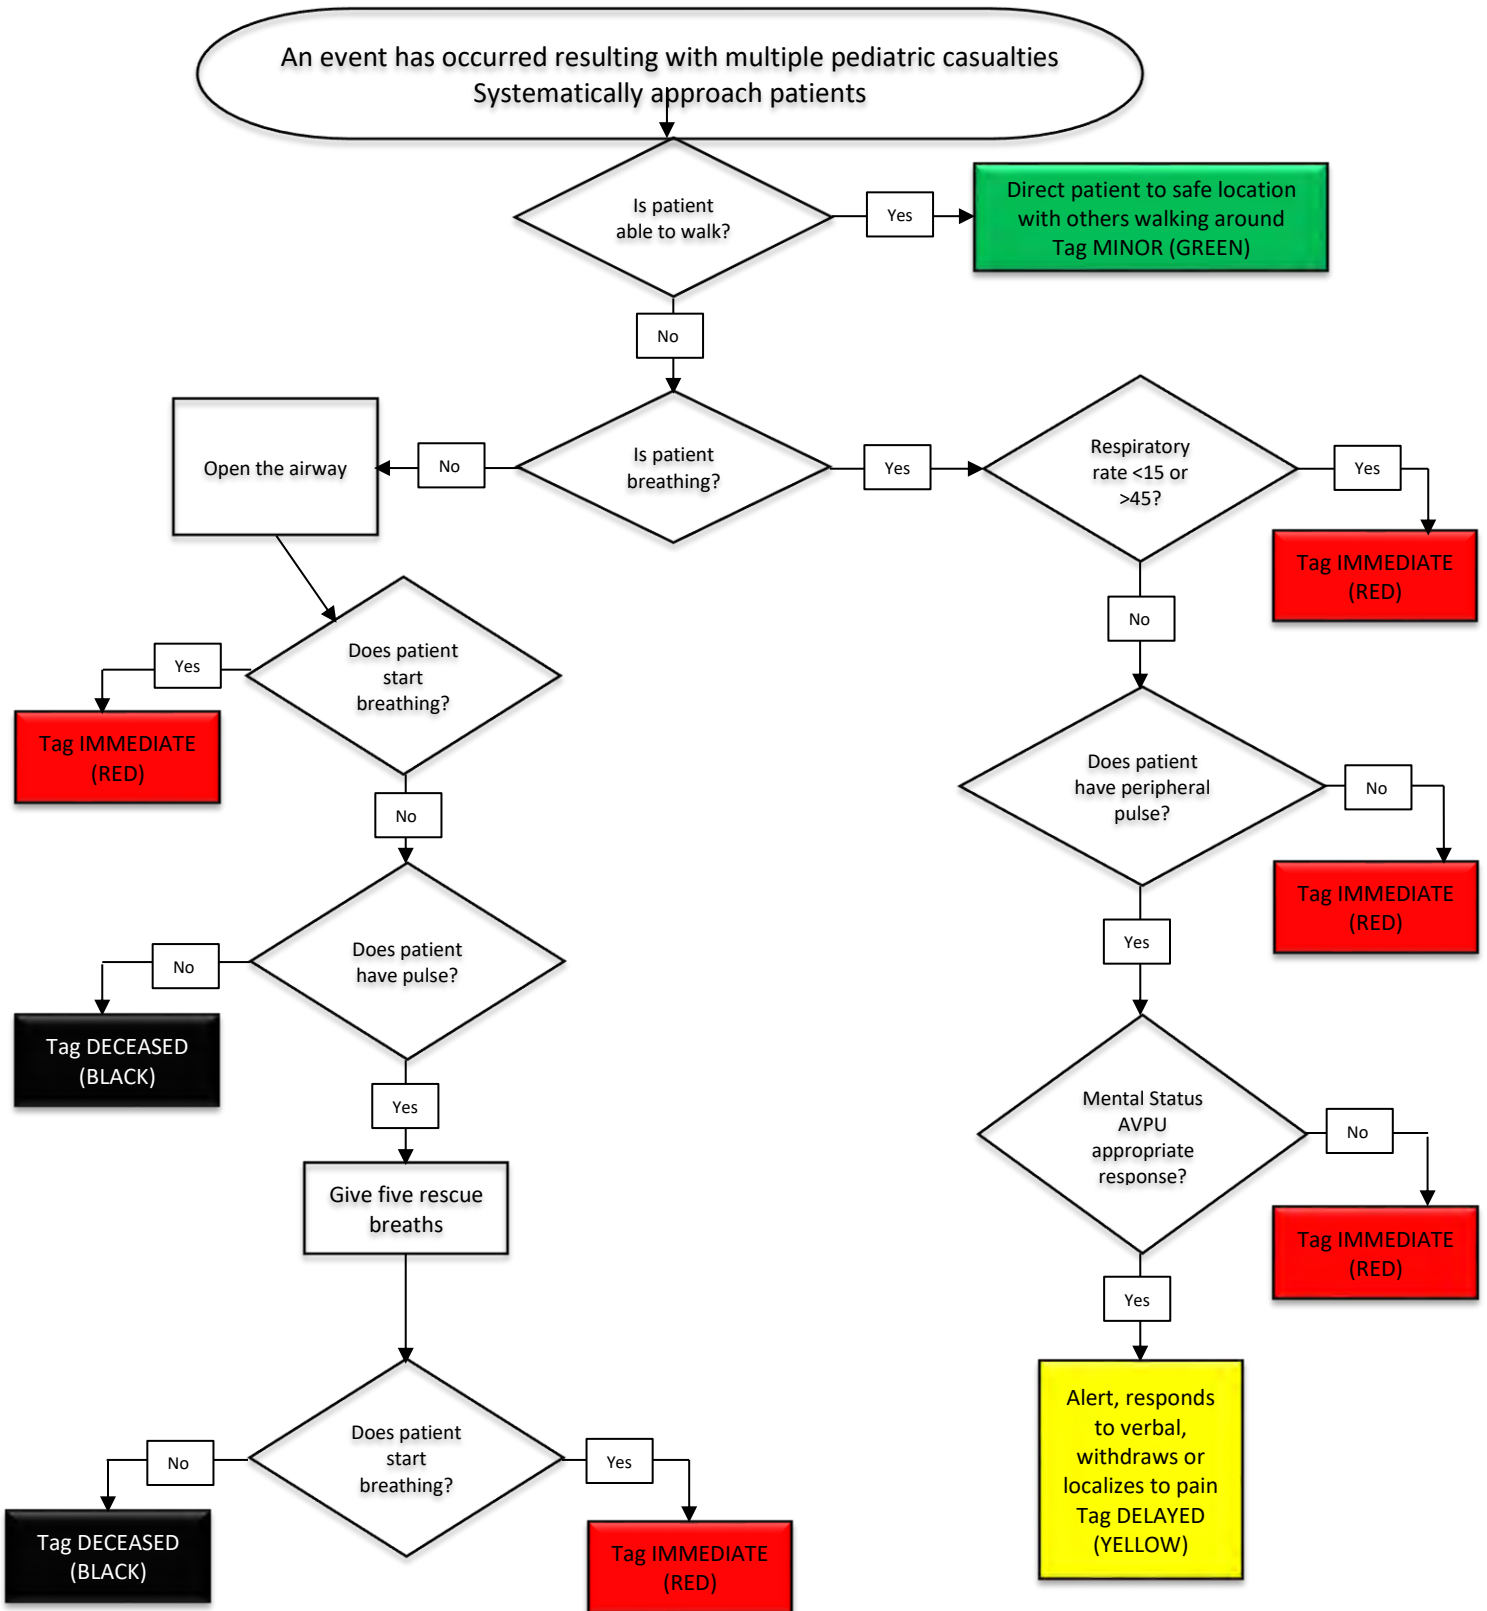 An event has occurred resulting with multiple pediatric casualties
Systematically approach patients
Is patient
able to walk?
Yes
Direct patient to safe location
with others walking around
Tag MINOR (GREEN)
No
Is patient
breathing?
No
Open the airway
Yes
Respiratory
rate <15 or
>45?
Yes
Tag IMMEDIATE
(RED)
No
Does patient
start
breathing?
Yes
Tag IMMEDIATE
(RED)
No
Does patient
have peripheral
pulse?
No
Tag IMMEDIATE
(RED)
Yes
Does patient
have pulse?
No
Tag DECEASED
(BLACK)
Yes
Mental Status
AVPU
appropriate
response?
No
Tag IMMEDIATE
(RED)
Yes
Give five rescue
breaths
Alert, responds
to verbal,
withdraws or
localizes to pain
Tag DELAYED
(YELLOW)
Does patient
start
breathing?
No
Tag DECEASED
(BLACK)
Yes
Tag IMMEDIATE
(RED)